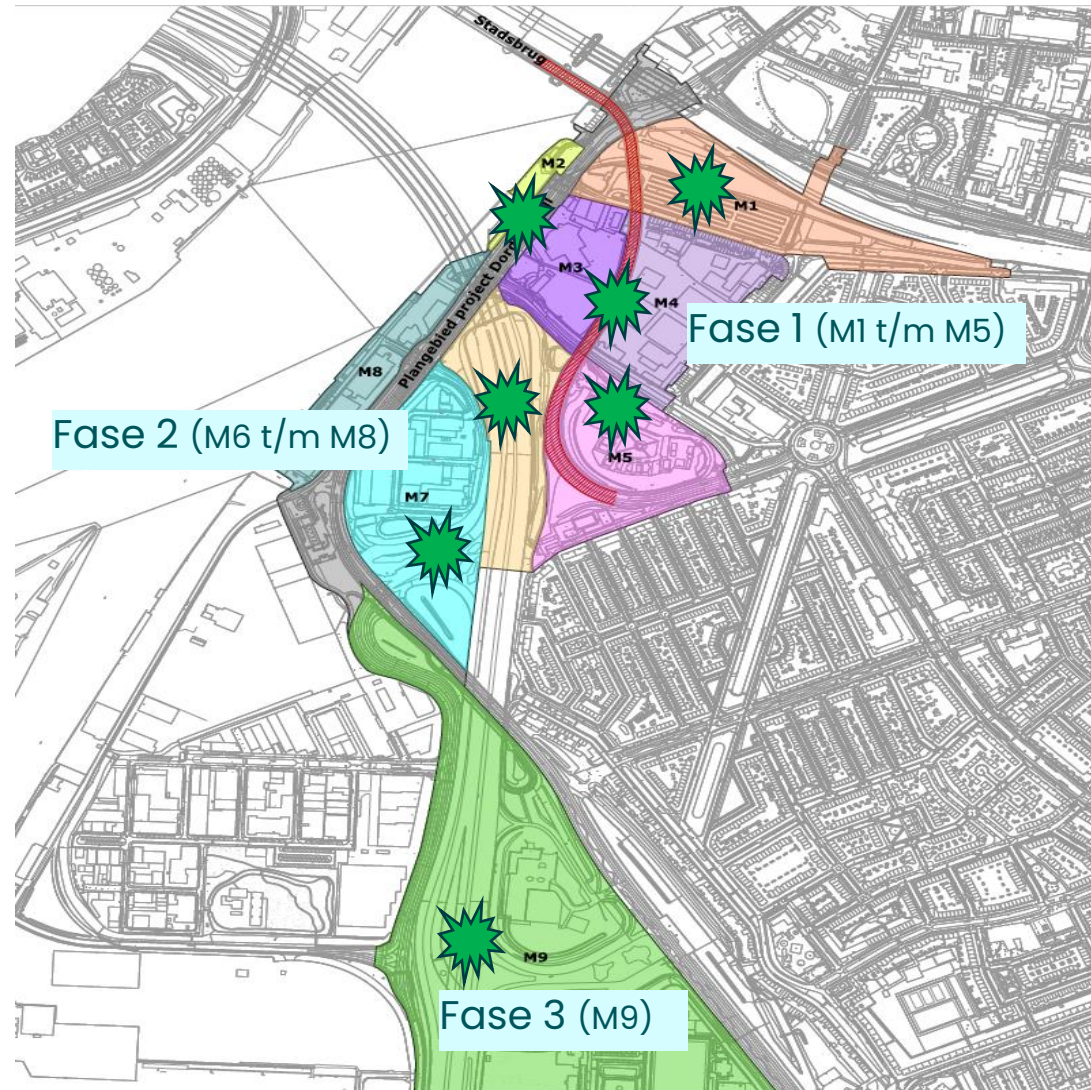 Stadsbrug
M2
M1
M3
M4
Fase 1 (M1 t/m M5)
Plangebied project
M8
Fase 2 (M6 t/m M8)
M5
M7
M9
Fase 3 (M9)